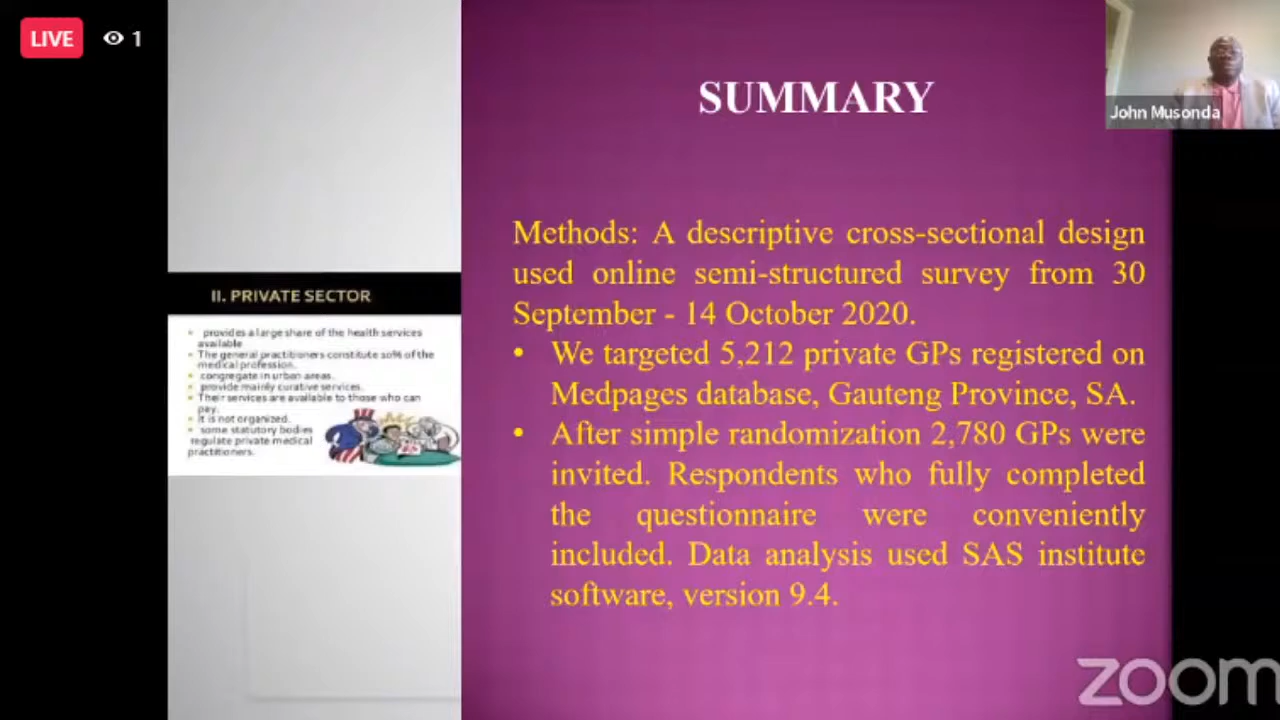 LIVE
1
SUMMARY
John Musonda
Methods: A descriptive cross-sectional design
used online semi-structured survey from 30
September - 14 October 2020.
• We targeted 5,212 private GPs registered on
Medpages database, Gauteng Province, SA.
• After simple randomization 2,780 GPs were
invited. Respondents who fully completed
the questionnaire were conveniently
included. Data analysis used SAS institute
software, version 9.4.
II. PRIVATE SECTOR
provides a large share of the health services
available
The general practitioners constitute 10% of the
medical profession.
congregate in urban areas.
provide mainly curative services.
Their services are available to those who can
pay.
It is not organized.
some statutory bodies
regulate private medical
practitioners.
zoom